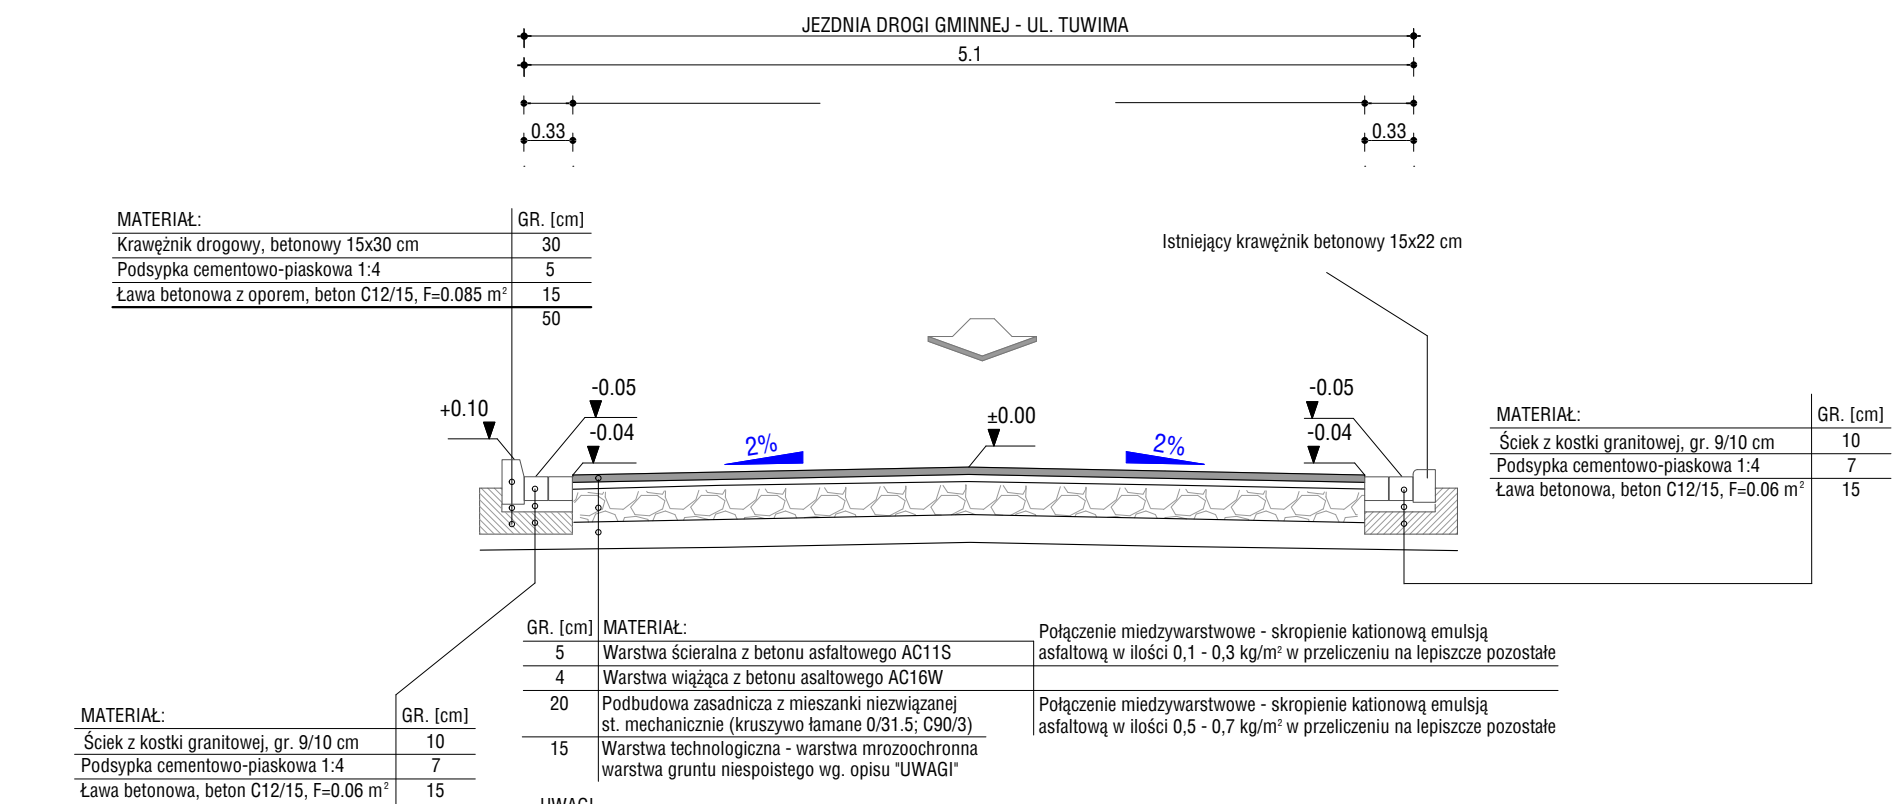 JEZDNIA DROGI GMINNEJ - UL. TUWIMA
5.1
0.33
0.33
MATERIAŁ: GR. [cm]
Krawężnik drogowy, betonowy 15x30 cm 30
Podsypka cementowo-piaskowa 1:4 5
Ława betonowa z oporem, beton C12/15, F=0.085 m² 15
50
Istniejący krawężnik betonowy 15x22 cm
+0.10
-0.05
-0.04
2%
±0.00
2%
-0.05
-0.04
MATERIAŁ: GR. [cm]
Ściek z kostki granitowej, gr. 9/10 cm 10
Podsypka cementowo-piaskowa 1:4 7
Ława betonowa, beton C12/15, F=0.06 m² 15
GR. [cm] MATERIAŁ:
5 Warstwa ścieralna z betonu asfaltowego AC11S
4 Warstwa wiążąca z betonu asaltowego AC16W
20 Podbudowa zasadnicza z mieszanki niezwiązanej
st. mechanicznie (kruszywo łamane 0/31.5; C90/3)
15 Warstwa technologiczna - warstwa mrozoochronna
warstwa gruntu niespoistego wg. opisu "UWAGI"
Połączenie miedzywarstwowe - skropienie kationową emulsją
asfaltową w ilości 0,1 - 0,3 kg/m² w przeliczeniu na lepiszcze pozostałe
Połączenie miedzywarstwowe - skropienie kationową emulsją
asfaltową w ilości 0,5 - 0,7 kg/m² w przeliczeniu na lepiszcze pozostałe
MATERIAŁ: GR. [cm]
Ściek z kostki granitowej, gr. 9/10 cm 10
Podsypka cementowo-piaskowa 1:4 7
Ława betonowa, beton C12/15, F=0.06 m² 15
UWAGI